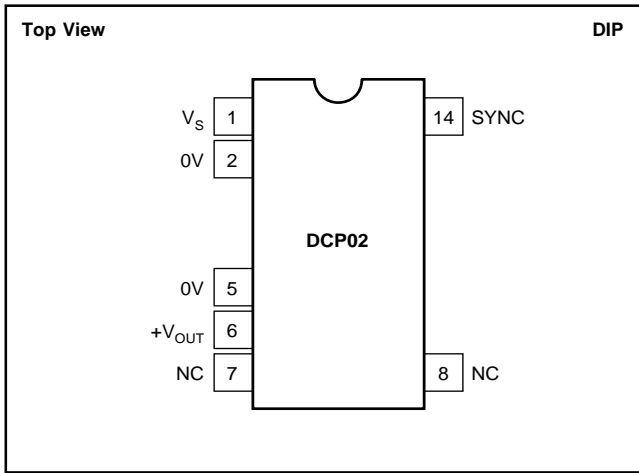 Top View DIP
V_S 1 14 SYNC
0V 2
DCP02
0V 5
+V_OUT 6
NC 7 8 NC